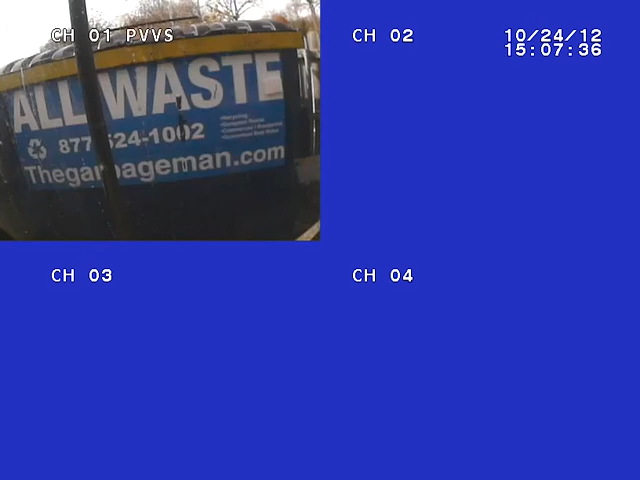 CH 01 PVVS
CH 02
10/24/12
15:07:36
ALL WASTE
877 524-1002
Thegarbageman.com
CH 03
CH 04